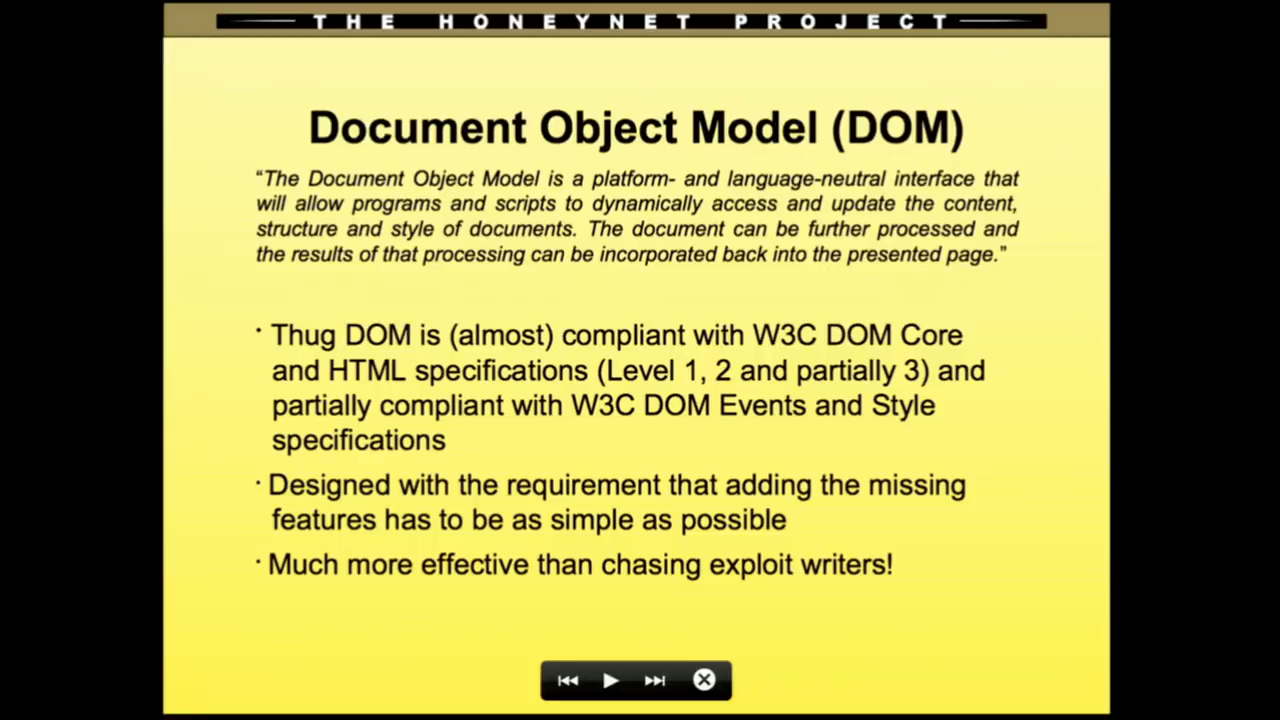 THE HONEYNET PROJECT
Document Object Model (DOM)
“The Document Object Model is a platform- and language-neutral interface that
will allow programs and scripts to dynamically access and update the content,
structure and style of documents. The document can be further processed and
the results of that processing can be incorporated back into the presented page.”
· Thug DOM is (almost) compliant with W3C DOM Core
and HTML specifications (Level 1, 2 and partially 3) and
partially compliant with W3C DOM Events and Style
specifications
· Designed with the requirement that adding the missing
features has to be as simple as possible
· Much more effective than chasing exploit writers!